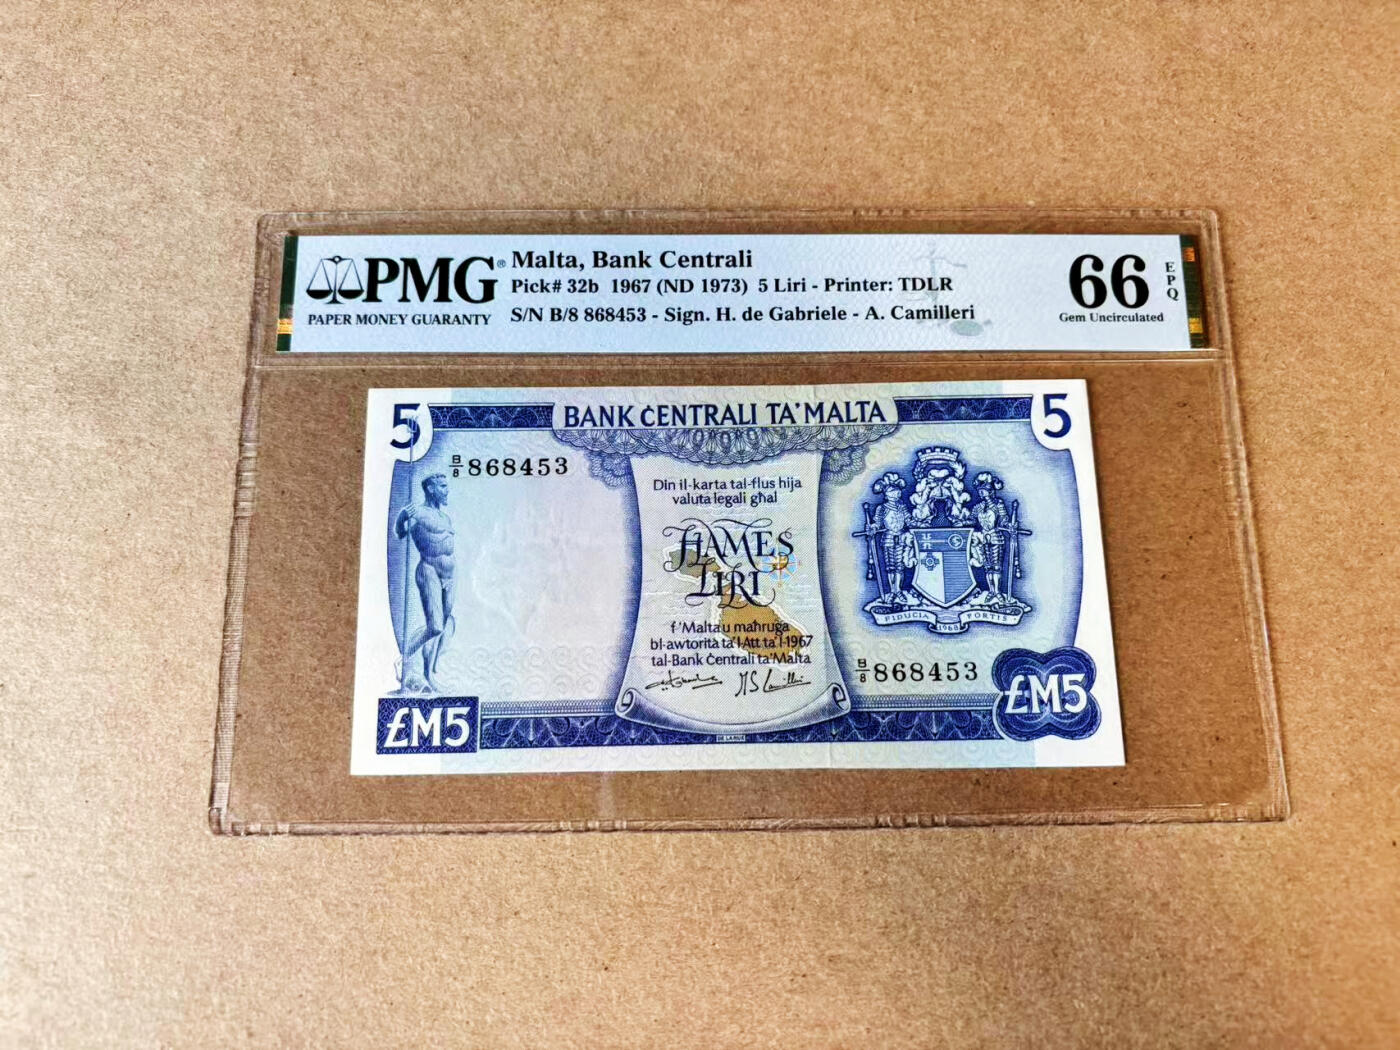 PMG®
PAPER MONEY GUARANTY
Malta, Bank Centrali
Pick# 32b 1967 (ND 1973) 5 Liri - Printer: TDLR
S/N B/8 868453 - Sign. H. de Gabriele - A. Camilleri
66
EPQ
Gem Uncirculated
5
BANK ĊENTRALI TA' MALTA
5
B/8 868453
Din il-karta tal-flus hija
valuta legali għal
ĦAMES
LIRI
f'Malta u maħruġa
bl-awtorità ta' l-Att ta' l-1967
tal-Bank Ċentrali ta' Malta
FIDUCIA FORTIS
1968
B/8 868453
£M5
DE LA RUE
£M5